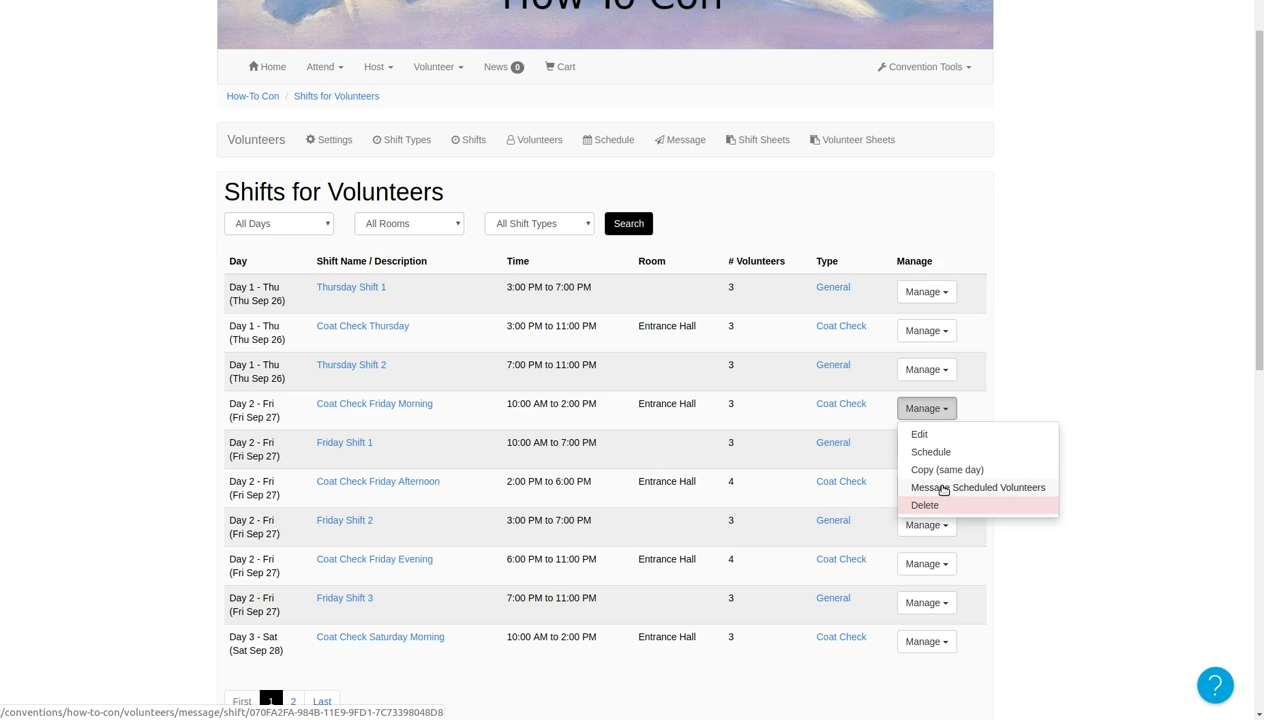 How-To Con
Home Attend Host Volunteer News 0 Cart Convention Tools
How-To Con / Shifts for Volunteers
Volunteers Settings Shift Types Shifts Volunteers Schedule Message Shift Sheets Volunteer Sheets
Shifts for Volunteers
All Days All Rooms All Shift Types Search
Day Shift Name / Description Time Room # Volunteers Type Manage
Day 1 - Thu Thursday Shift 1 3:00 PM to 7:00 PM 3 General Manage
(Thu Sep 26)
Day 1 - Thu Coat Check Thursday 3:00 PM to 11:00 PM Entrance Hall 3 Coat Check Manage
(Thu Sep 26)
Day 1 - Thu Thursday Shift 2 7:00 PM to 11:00 PM 3 General Manage
(Thu Sep 26)
Day 2 - Fri Coat Check Friday Morning 10:00 AM to 2:00 PM Entrance Hall 3 Coat Check Manage
(Fri Sep 27)
Edit
Day 2 - Fri Friday Shift 1 10:00 AM to 7:00 PM 3 General
(Fri Sep 27)
Schedule
Copy (same day)
Day 2 - Fri Coat Check Friday Afternoon 2:00 PM to 6:00 PM Entrance Hall 4 Coat Check
(Fri Sep 27)
Message Scheduled Volunteers
Delete
Day 2 - Fri Friday Shift 2 3:00 PM to 7:00 PM 3 General Manage
(Fri Sep 27)
Day 2 - Fri Coat Check Friday Evening 6:00 PM to 11:00 PM Entrance Hall 4 Coat Check Manage
(Fri Sep 27)
Day 2 - Fri Friday Shift 3 7:00 PM to 11:00 PM 3 General Manage
(Fri Sep 27)
Day 3 - Sat Coat Check Saturday Morning 10:00 AM to 2:00 PM Entrance Hall 3 Coat Check Manage
(Sat Sep 28)
First 1 2 Last
?
/conventions/how-to-con/volunteers/message/shift/070FA2FA-984B-11E9-9FD1-7C73398048D8